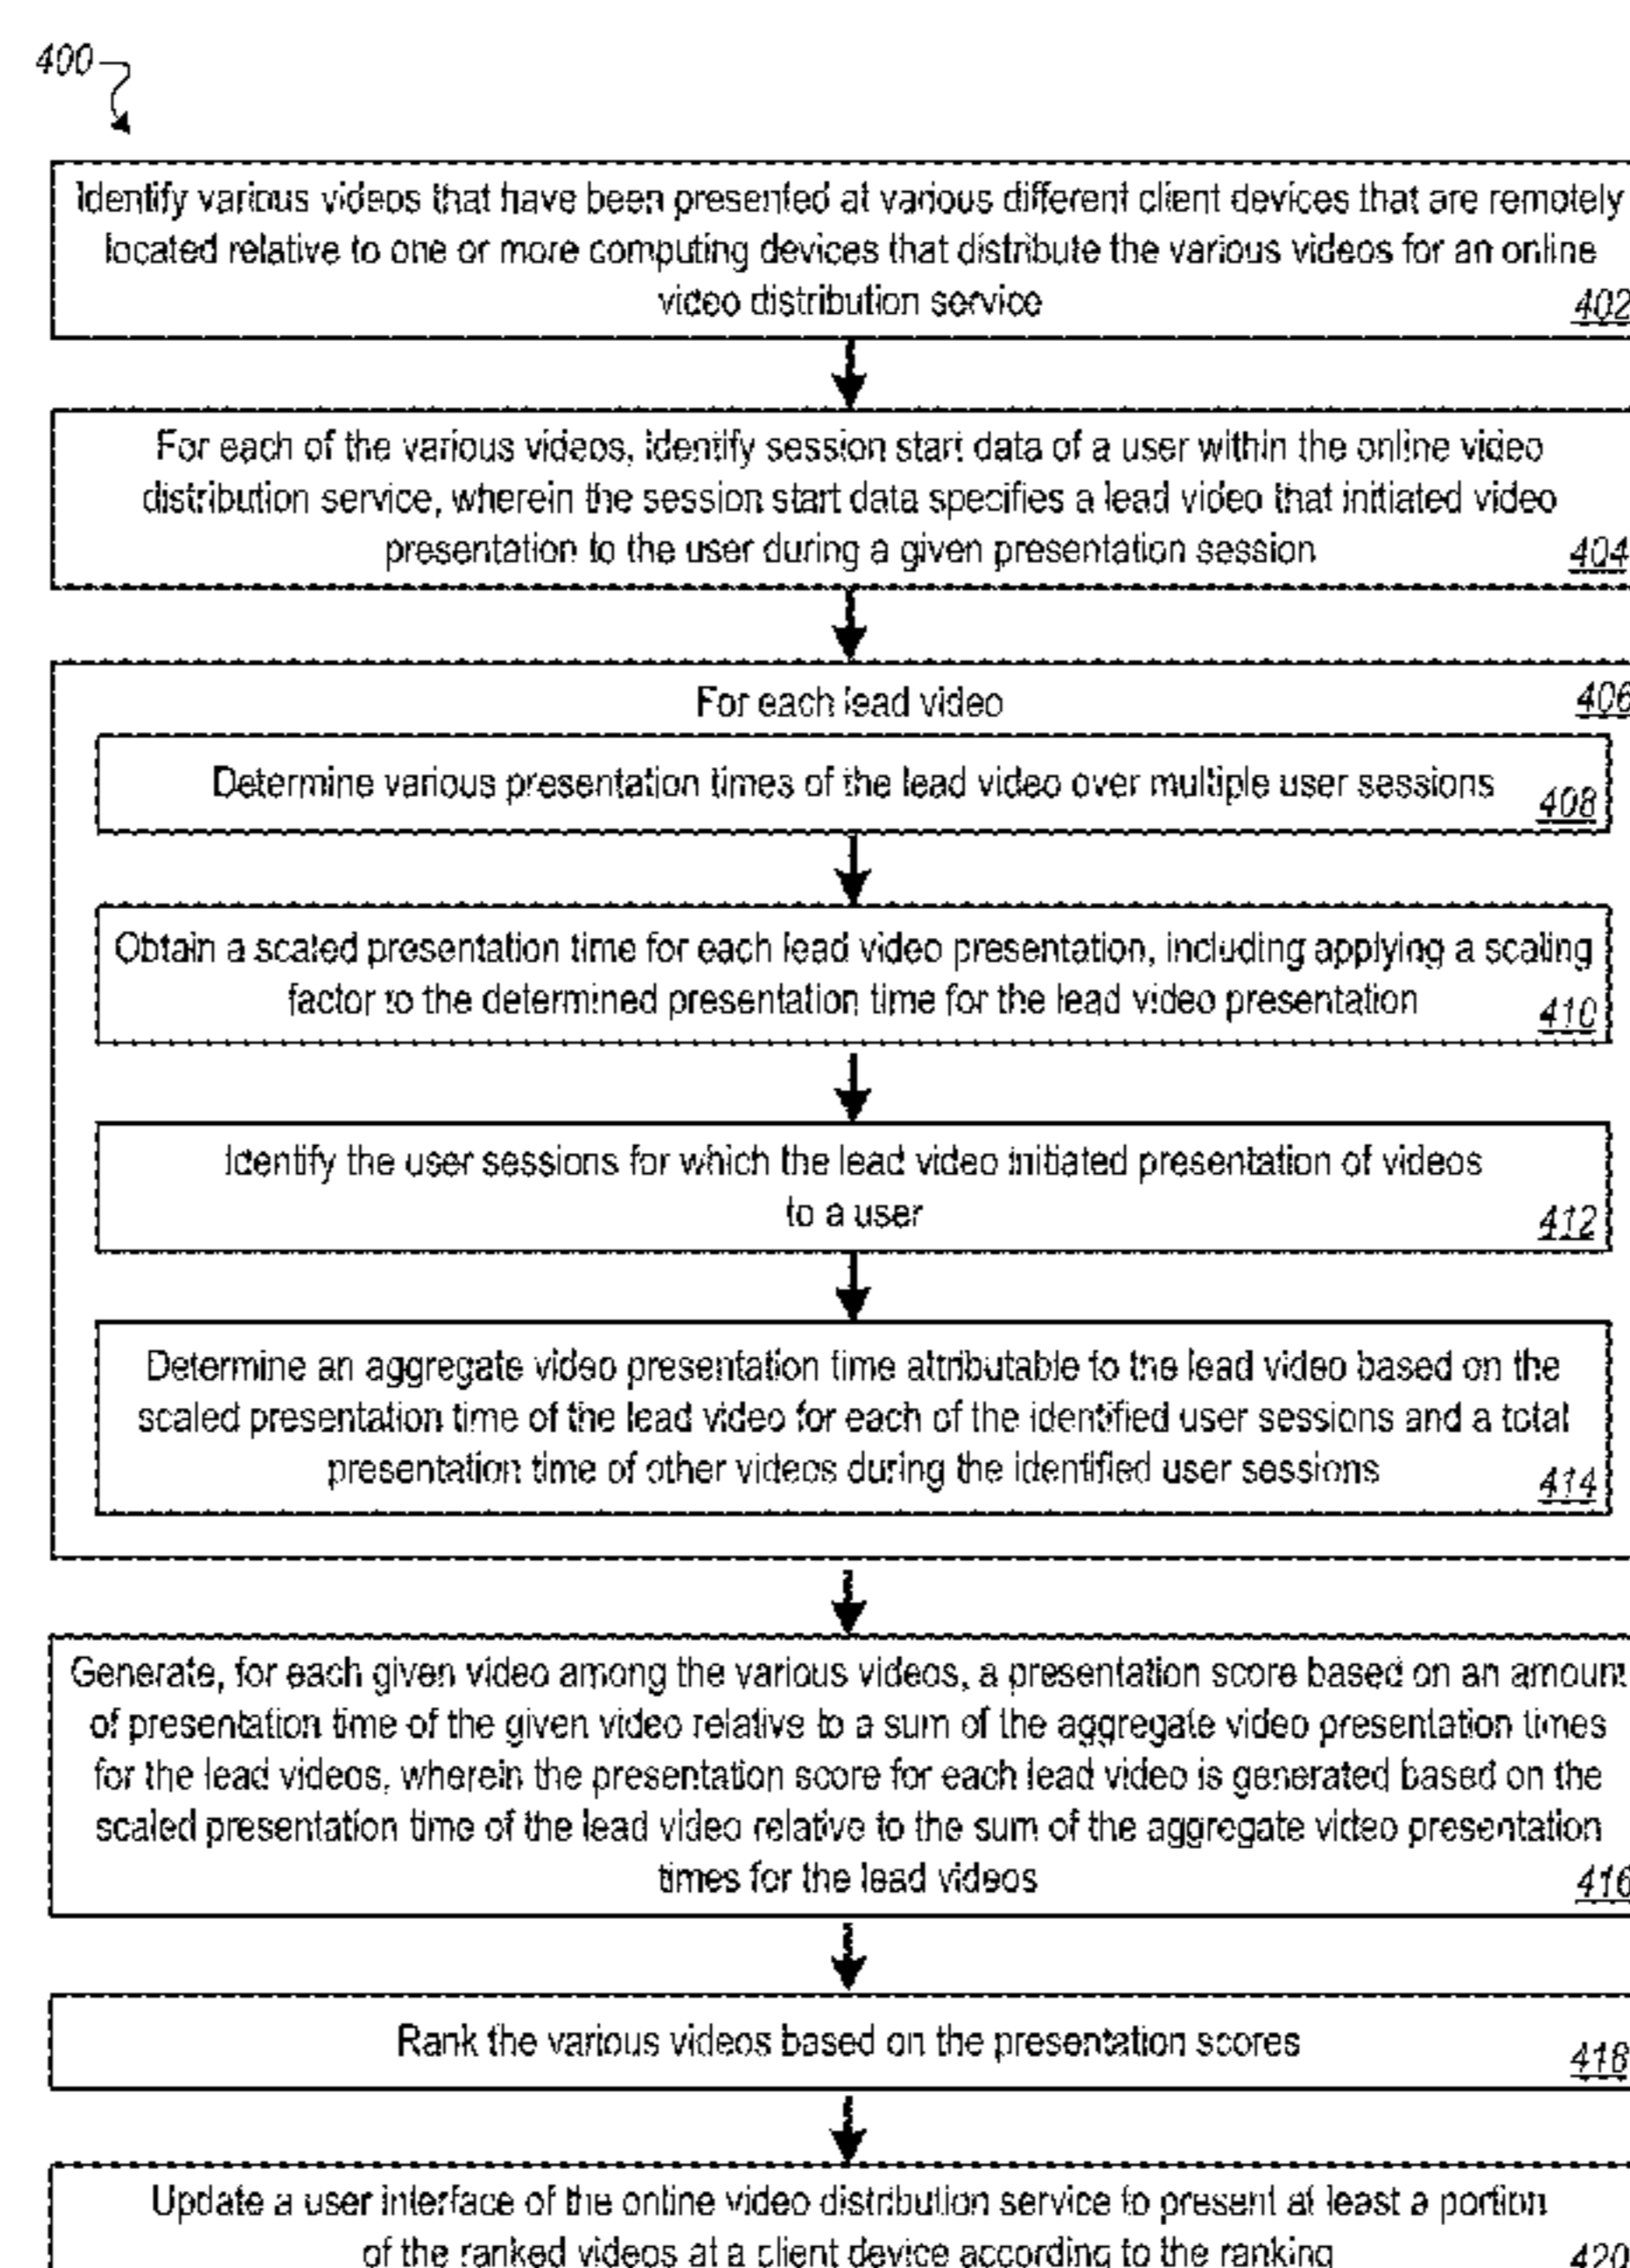 400
Identify various videos that have been presented at various different client devices that are remotely
located relative to one or more computing devices that distribute the various videos for an online
video distribution service
402
For each of the various videos, identify session start data of a user within the online video
distribution service, wherein the session start data specifies a lead video that initiated video
presentation to the user during a given presentation session
404
For each lead video
406
Determine various presentation times of the lead video over multiple user sessions
408
Obtain a scaled presentation time for each lead video presentation, including applying a scaling
factor to the determined presentation time for the lead video presentation
410
Identify the user sessions for which the lead video initiated presentation of videos
to a user
412
Determine an aggregate video presentation time attributable to the lead video based on the
scaled presentation time of the lead video for each of the identified user sessions and a total
presentation time of other videos during the identified user sessions
414
Generate, for each given video among the various videos, a presentation score based on an amount
of presentation time of the given video relative to a sum of the aggregate video presentation times
for the lead videos, wherein the presentation score for each lead video is generated based on the
scaled presentation time of the lead video relative to the sum of the aggregate video presentation
times for the lead videos
416
Rank the various videos based on the presentation scores
418
Update a user interface of the online video distribution service to present at least a portion
of the ranked videos at a client device according to the ranking
420